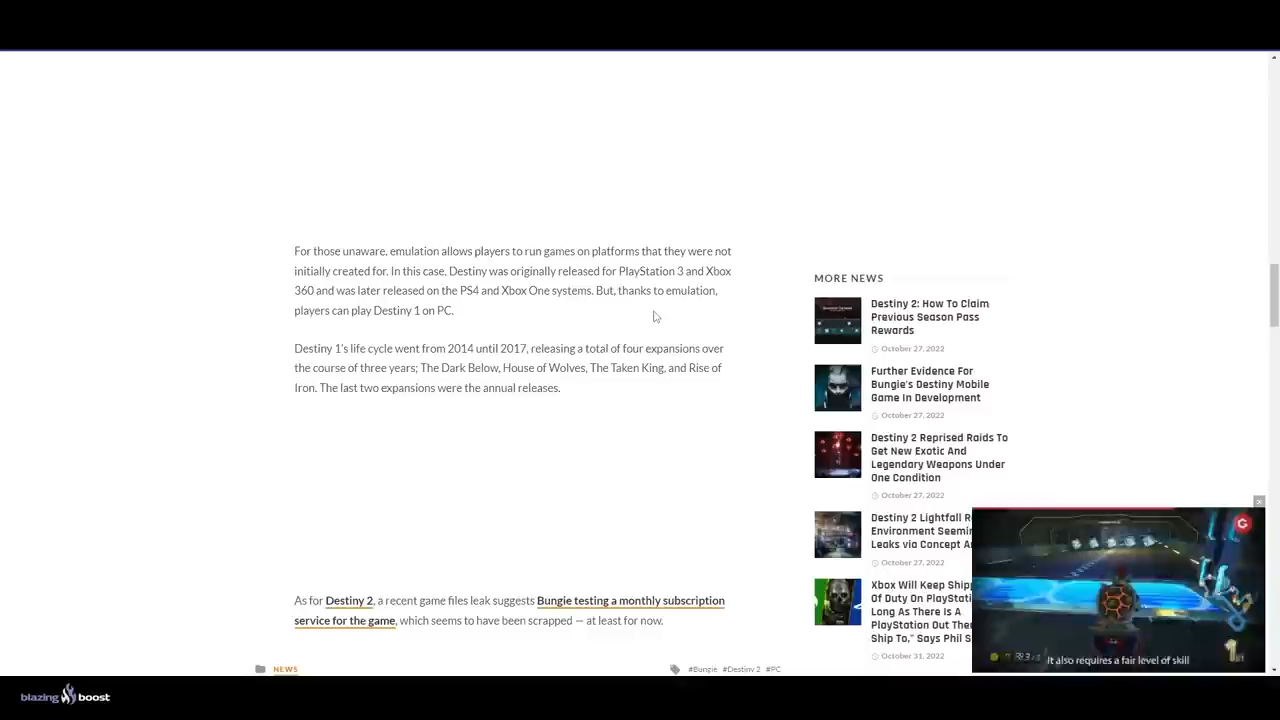 For those unaware, emulation allows players to run games on platforms that they were not
initially created for. In this case, Destiny was originally released for PlayStation 3 and Xbox
360 and was later released on the PS4 and Xbox One systems. But, thanks to emulation,
players can play Destiny 1 on PC.
Destiny 1's life cycle went from 2014 until 2017, releasing a total of four expansions over
the course of three years; The Dark Below, House of Wolves, The Taken King, and Rise of
Iron. The last two expansions were the annual releases.
As for Destiny 2, a recent game files leak suggests Bungie testing a monthly subscription
service for the game, which seems to have been scrapped — at least for now.
NEWS
#Bungie #Destiny 2 #PC
MORE NEWS
Destiny 2: How To Claim
Previous Season Pass
Rewards
October 27, 2022
Further Evidence For
Bungie's Destiny Mobile
Game In Development
October 27, 2022
Destiny 2 Reprised Raids To
Get New Exotic And
Legendary Weapons Under
One Condition
October 27, 2022
Destiny 2 Lightfall
Environment
Leaks via Concept
October 27, 2022
Xbox Will Keep
Of Duty On
Long As There Is A
PlayStation Out
Ship To," Says Phil
October 31, 2022
It also requires a fair level of skill
blazing boost